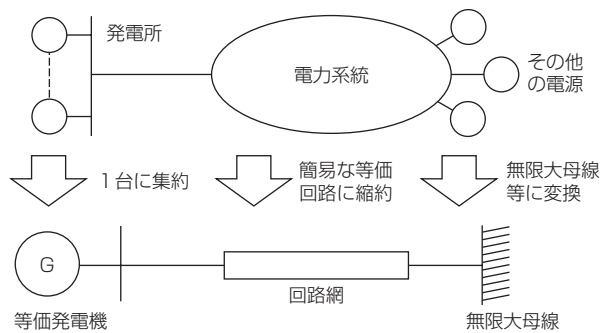 発電所
電力系統
その他
の電源
1台に集約
簡易な等価
回路に縮約
無限大母線
等に変換
G
回路網
等価発電機
無限大母線